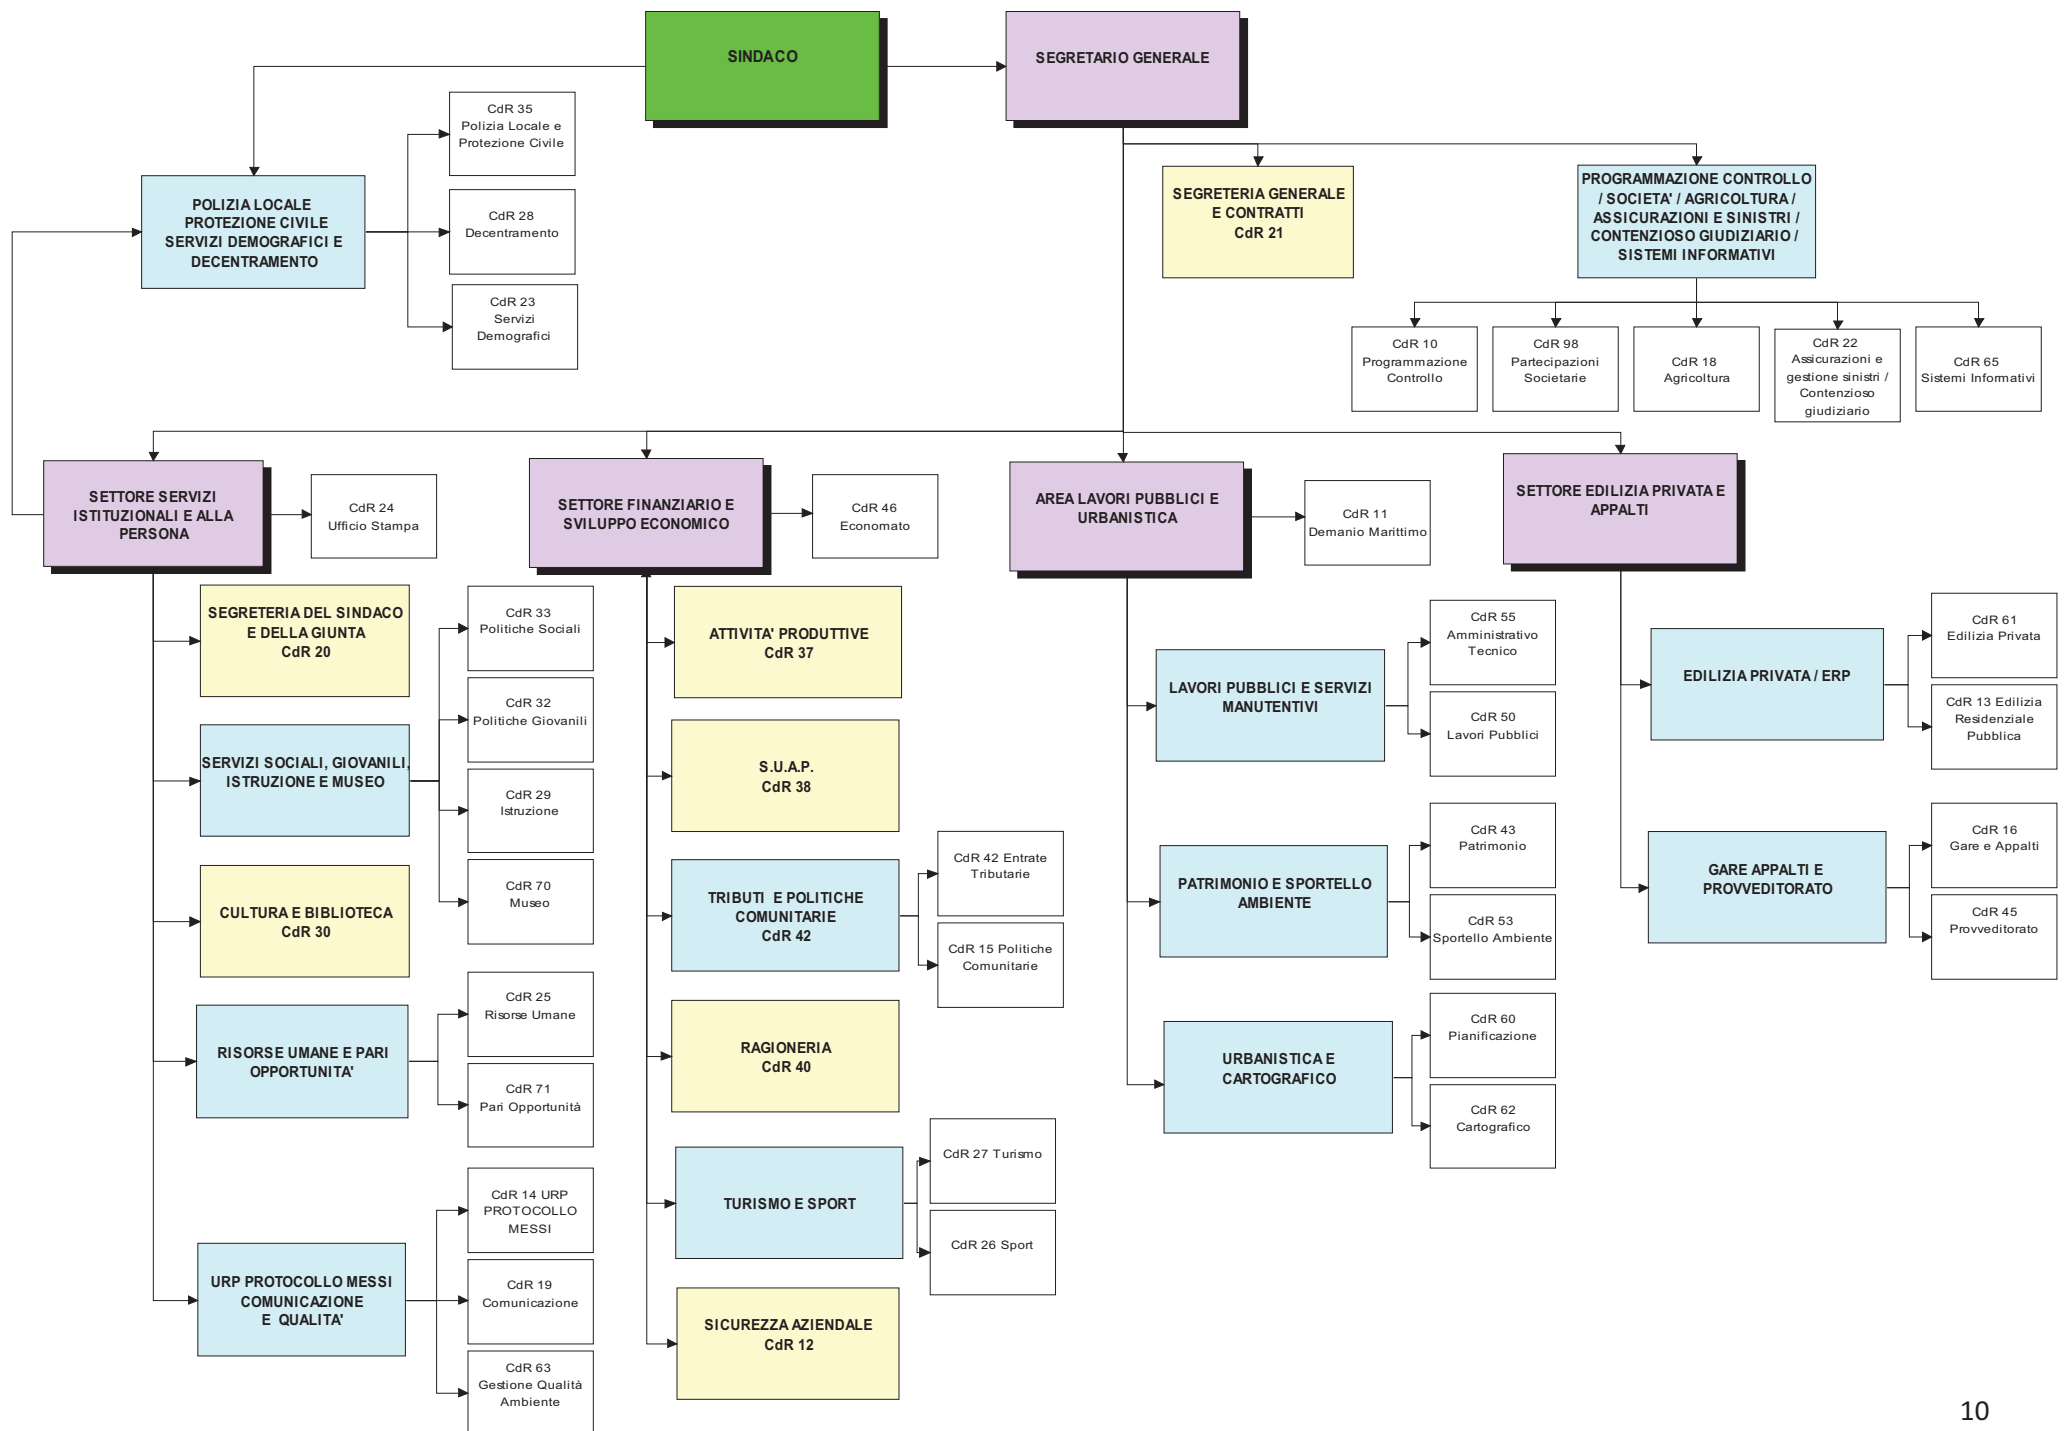 SINDACO
SEGRETARIO GENERALE
CdR 35
Polizia Locale e
Protezione Civile
POLIZIA LOCALE
PROTEZIONE CIVILE
SERVIZI DEMOGRAFICI E
DECENTRAMENTO
CdR 28
Decentramento
CdR 23
Servizi
Demografici
SEGRETERIA GENERALE
E CONTRATTI
CdR 21
PROGRAMMAZIONE CONTROLLO
/ SOCIETA' / AGRICOLTURA /
ASSICURAZIONI E SINISTRI /
CONTENZIOSO GIUDIZIARIO /
SISTEMI INFORMATIVI
CdR 10
Programmazione
Controllo
CdR 98
Partecipazioni
Societarie
CdR 18
Agricoltura
CdR 22
Assicurazioni e
gestione sinistri /
Contenzioso
giudiziario
CdR 65
Sistemi Informativi
SETTORE SERVIZI
ISTITUZIONALI E ALLA
PERSONA
CdR 24
Ufficio Stampa
SETTORE FINANZIARIO E
SVILUPPO ECONOMICO
CdR 46
Economato
AREA LAVORI PUBBLICI E
URBANISTICA
CdR 11
Demanio Marittimo
SETTORE EDILIZIA PRIVATA E
APPALTI
SEGRETERIA DEL SINDACO
E DELLA GIUNTA
CdR 20
SERVIZI SOCIALI, GIOVANILI,
ISTRUZIONE E MUSEO
CdR 33
Politiche Sociali
CdR 32
Politiche Giovanili
CdR 29
Istruzione
CdR 70
Museo
CULTURA E BIBLIOTECA
CdR 30
RISORSE UMANE E PARI
OPPORTUNITA'
CdR 25
Risorse Umane
CdR 71
Pari Opportunità
URP PROTOCOLLO MESSI
COMUNICAZIONE
E QUALITA'
CdR 14 URP
PROTOCOLLO
MESSI
CdR 19
Comunicazione
CdR 63
Gestione Qualità
Ambiente
ATTIVITA' PRODUTTIVE
CdR 37
S.U.A.P.
CdR 38
TRIBUTI E POLITICHE
COMUNITARIE
CdR 42
CdR 42 Entrate
Tributarie
CdR 15 Politiche
Comunitarie
RAGIONERIA
CdR 40
TURISMO E SPORT
CdR 27 Turismo
CdR 26 Sport
SICUREZZA AZIENDALE
CdR 12
LAVORI PUBBLICI E SERVIZI
MANUTENTIVI
CdR 55
Amministrativo
Tecnico
CdR 50
Lavori Pubblici
PATRIMONIO E SPORTELLO
AMBIENTE
CdR 43
Patrimonio
CdR 53
Sportello Ambiente
URBANISTICA E
CARTOGRAFICO
CdR 60
Pianificazione
CdR 62
Cartografico
EDILIZIA PRIVATA / ERP
CdR 61
Edilizia Privata
CdR 13 Edilizia
Residenziale
Pubblica
GARE APPALTI E
PROVVEDITORATO
CdR 16
Gare e Appalti
CdR 45
Provveditorato
10